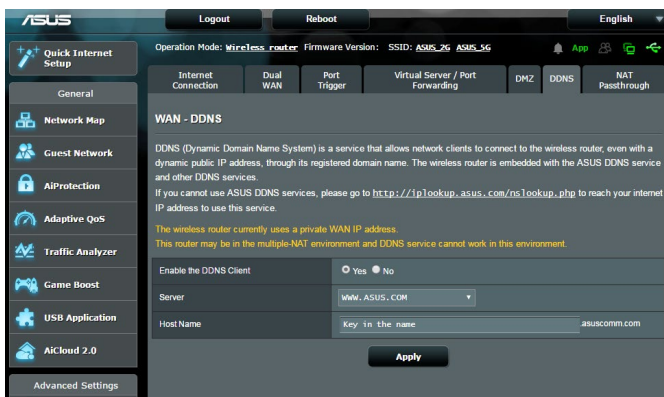 ASUS
Logout
Reboot
English
Quick Internet Setup
Operation Mode: Wireless router Firmware Version: SSID: ASUS_2G ASUS_5G
App
General
Internet Connection
Dual WAN
Port Trigger
Virtual Server / Port Forwarding
DMZ
DDNS
NAT Passthrough
Network Map
Guest Network
AiProtection
Adaptive QoS
Traffic Analyzer
Game Boost
USB Application
AiCloud 2.0
Advanced Settings
WAN - DDNS
DDNS (Dynamic Domain Name System) is a service that allows network clients to connect to the wireless router, even with a
dynamic public IP address, through its registered domain name. The wireless router is embedded with the ASUS DDNS service
and other DDNS services.
If you cannot use ASUS DDNS services, please go to http://iplookup.asus.com/nslookup.php to reach your internet
IP address to use this service.
The wireless router currently uses a private WAN IP address.
This router may be in the multiple-NAT environment and DDNS service cannot work in this environment.
Enable the DDNS Client
Yes No
Server
WWW.ASUS.COM
Host Name
Key in the name
.asuscomm.com
Apply